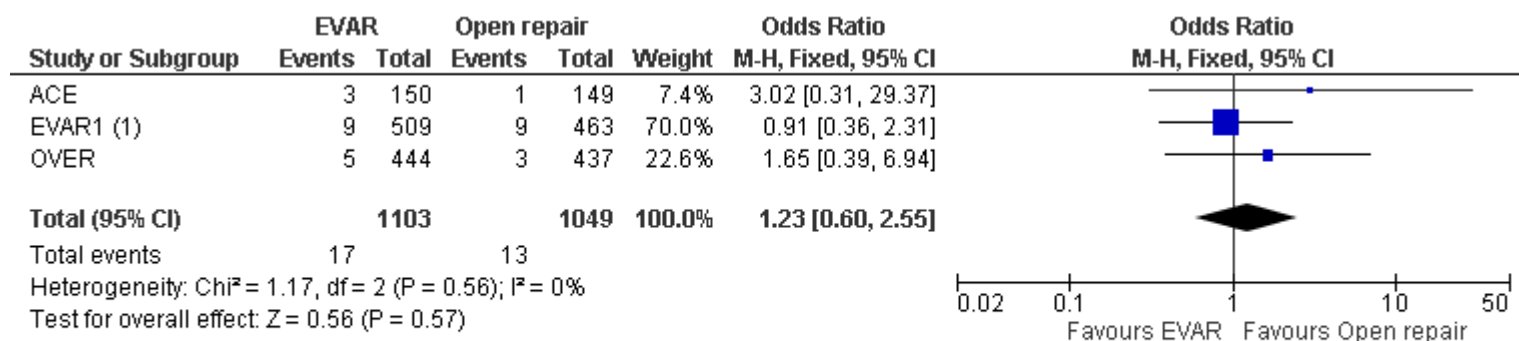 EVAR Open repair Odds Ratio Odds Ratio
Study or Subgroup Events Total Events Total Weight M-H, Fixed, 95% CI M-H, Fixed, 95% CI
ACE 3 150 1 149 7.4% 3.02 [0.31, 29.37]
EVAR1 (1) 9 509 9 463 70.0% 0.91 [0.36, 2.31]
OVER 5 444 3 437 22.6% 1.65 [0.39, 6.94]
Total (95% CI) 1103 1049 100.0% 1.23 [0.60, 2.55]
Total events 17 13
Heterogeneity: Chi² = 1.17, df = 2 (P = 0.56); I² = 0%
Test for overall effect: Z = 0.56 (P = 0.57)
0.02 0.1 1 10 50
Favours EVAR Favours Open repair